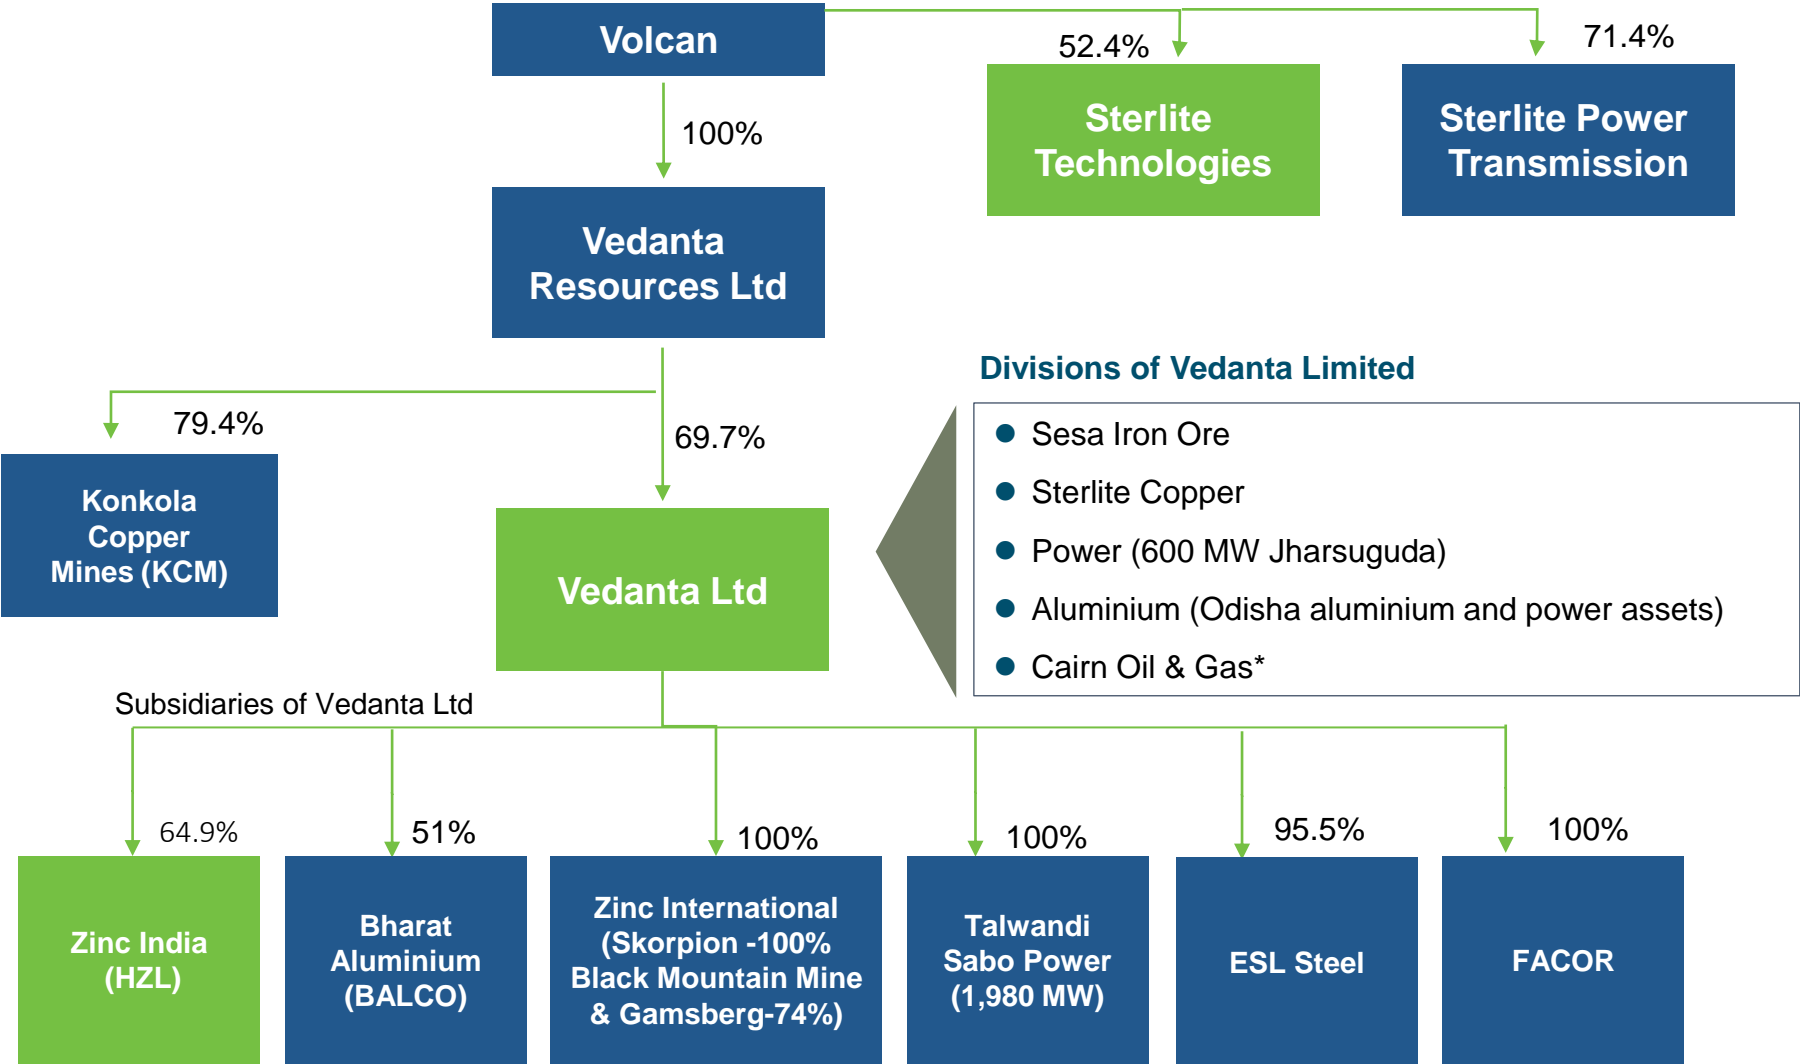 Volcan
52.4%
71.4%
100%
Sterlite
Technologies
Sterlite Power
Transmission
Vedanta
Resources Ltd
79.4%
69.7%
Konkola
Copper
Mines (KCM)
Vedanta Ltd
Divisions of Vedanta Limited
Sesa Iron Ore
Sterlite Copper
Power (600 MW Jharsuguda)
Aluminium (Odisha aluminium and power assets)
Cairn Oil & Gas*
Subsidiaries of Vedanta Ltd
64.9%
51%
100%
100%
95.5%
100%
Zinc India
(HZL)
Bharat
Aluminium
(BALCO)
Zinc International
(Skorpion -100%
Black Mountain Mine
& Gamsberg-74%)
Talwandi
Sabo Power
(1,980 MW)
ESL Steel
FACOR